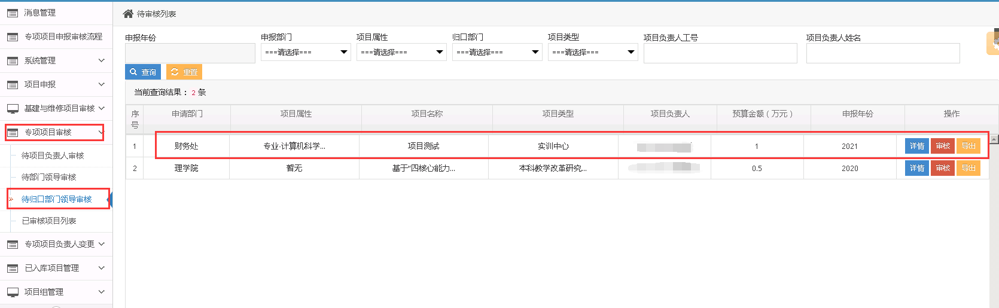 消息管理
专项项目申报审核流程
系统管理
项目申报
基建与维修项目审核
专项项目审核
待项目负责人审核
待部门领导审核
待归口部门领导审核
已审核项目列表
专项项目负责人变更
已入库项目管理
项目组管理
待审核列表
申报年份 申报部门 项目属性 归口部门 项目类型 项目负责人工号 项目负责人姓名
===请选择=== ===请选择=== ===请选择=== ===请选择===
查询 重置
当前查询结果： 2 条
序号 申请部门 项目属性 项目名称 项目类型 项目负责人 预算金额（万元） 申报年份 操作
1 财务处 专业-计算机科学... 项目测试 实训中心 1 2021 详情 审核 导出
2 理学院 暂无 基于“四核心能力... 本科教学改革研究... 0.5 2020 详情 审核 导出